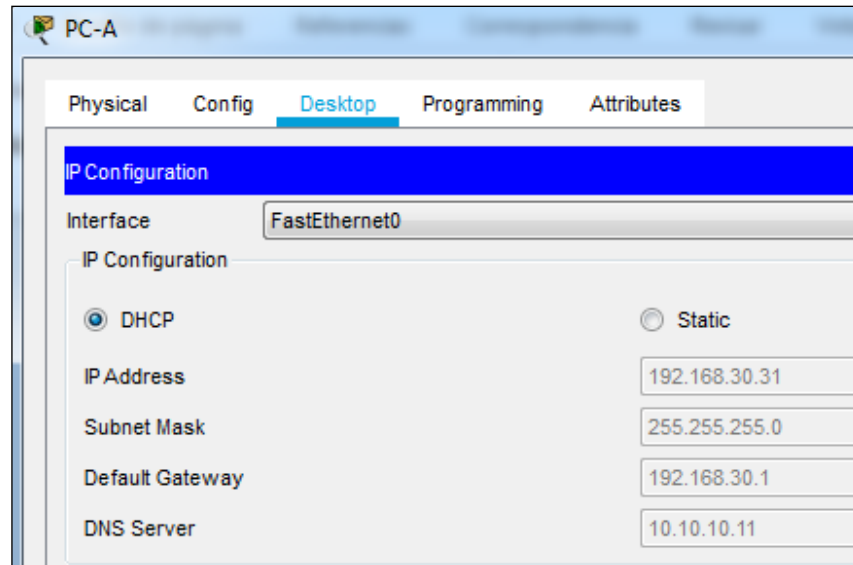 PC-A
Physical Config Desktop Programming Attributes
IP Configuration
Interface FastEthernet0
IP Configuration
DHCP Static
IP Address 192.168.30.31
Subnet Mask 255.255.255.0
Default Gateway 192.168.30.1
DNS Server 10.10.10.11